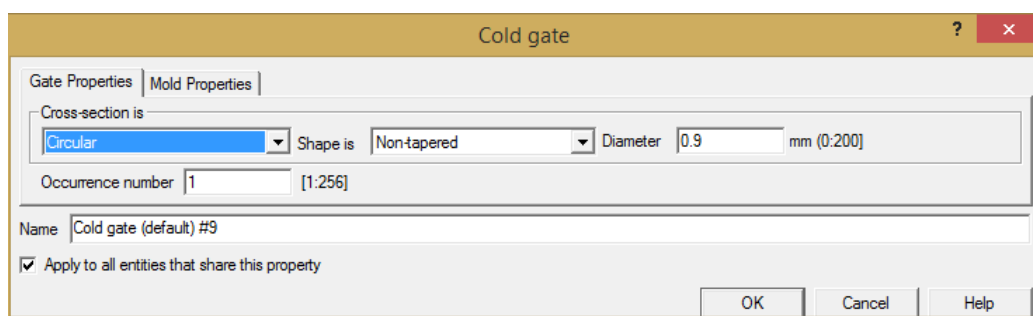 Cold gate ? ×
Gate Properties Mold Properties
Cross-section is
Circular Shape is Non-tapered Diameter 0.9 mm (0:200]
Occurrence number 1 [1:256]
Name Cold gate (default) #9
Apply to all entities that share this property
OK Cancel Help